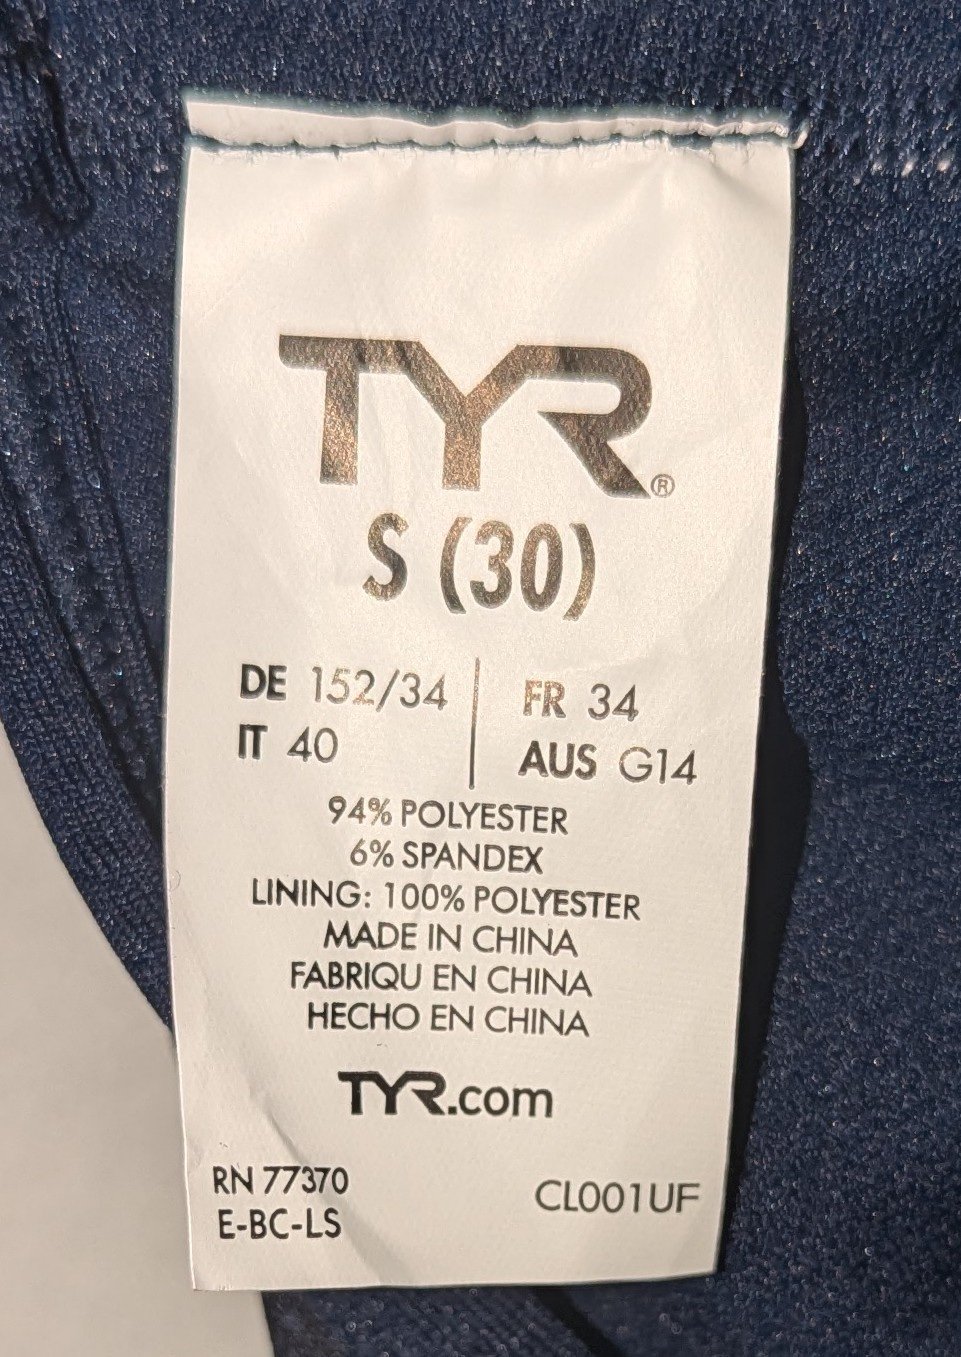 TYR®
S (30)
DE 152/34 | FR 34
IT 40 | AUS G14
94% POLYESTER
6% SPANDEX
LINING: 100% POLYESTER
MADE IN CHINA
FABRIQU EN CHINA
HECHO EN CHINA
TYR.com
RN 77370
E-BC-LS
CL001UF